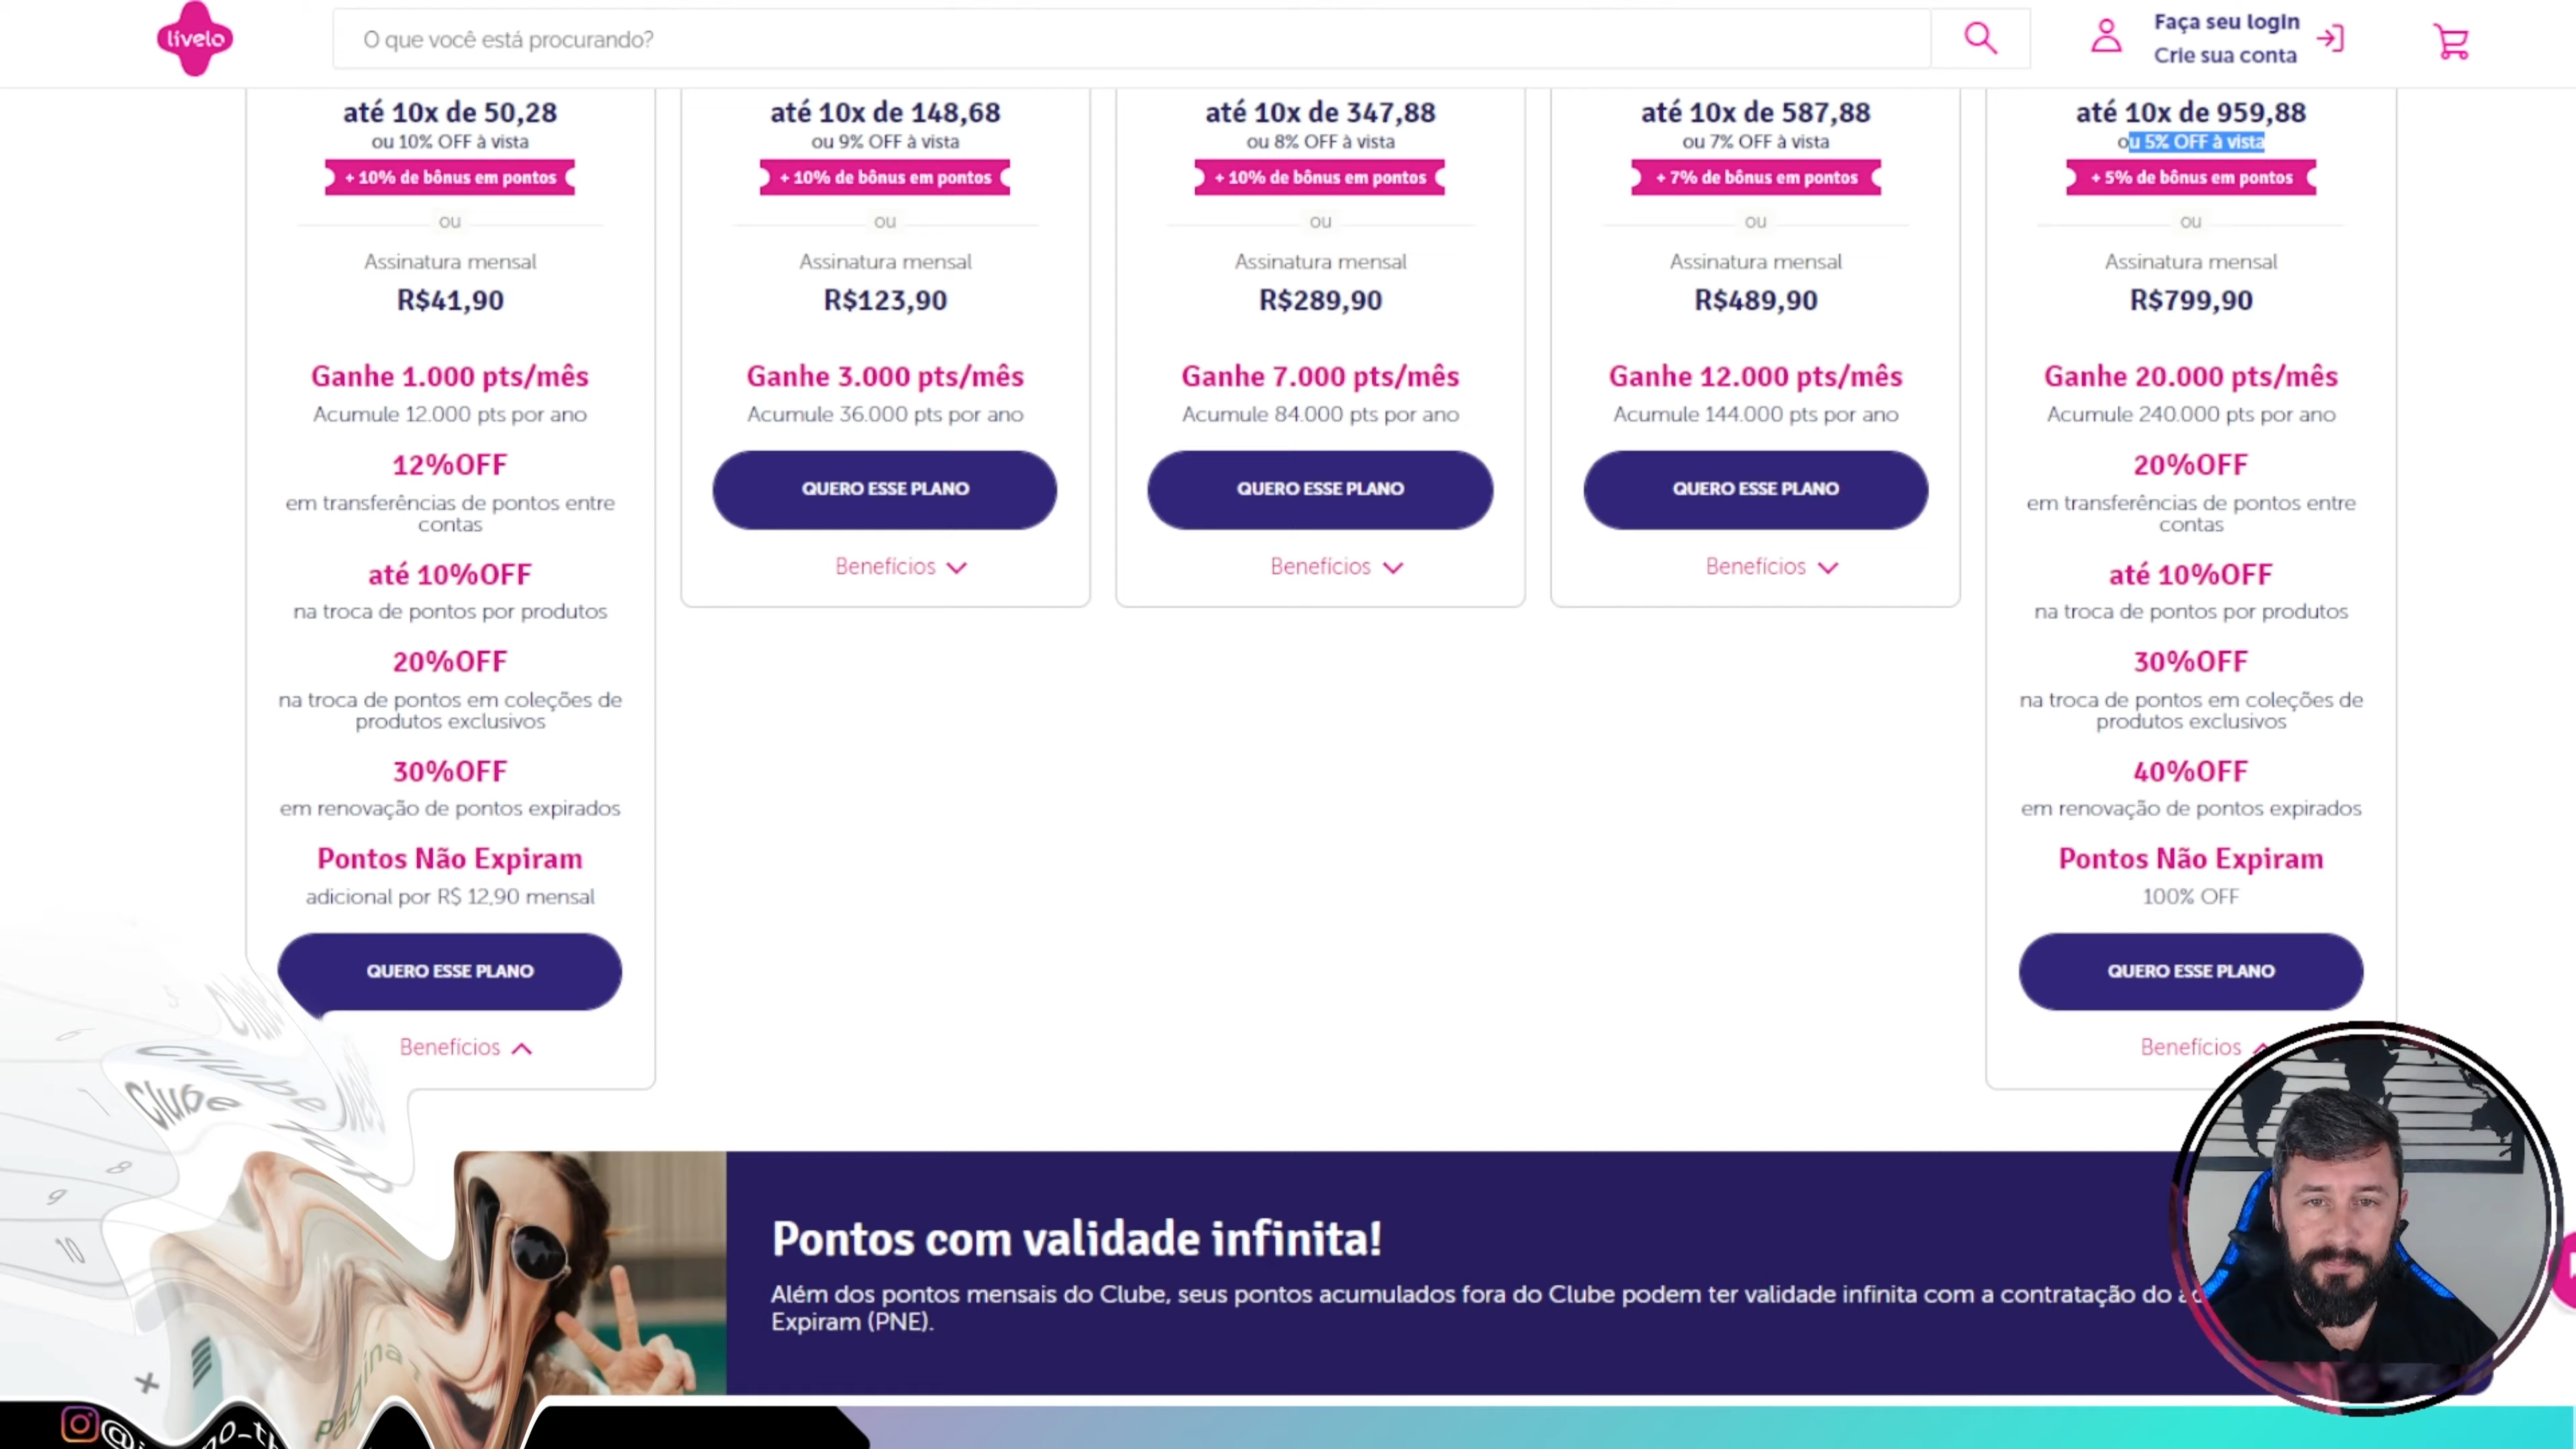 livelo
O que você está procurando?
Faça seu login
Crie sua conta
até 10x de 50,28
ou 10% OFF à vista
+ 10% de bônus em pontos
ou
Assinatura mensal
R$41,90
Ganhe 1.000 pts/mês
Acumule 12.000 pts por ano
12%OFF
em transferências de pontos entre
contas
até 10%OFF
na troca de pontos por produtos
20%OFF
na troca de pontos em coleções de
produtos exclusivos
30%OFF
em renovação de pontos expirados
Pontos Não Expiram
adicional por R$ 12,90 mensal
QUERO ESSE PLANO
Benefícios
até 10x de 148,68
ou 9% OFF à vista
+ 10% de bônus em pontos
ou
Assinatura mensal
R$123,90
Ganhe 3.000 pts/mês
Acumule 36.000 pts por ano
QUERO ESSE PLANO
Benefícios
até 10x de 347,88
ou 8% OFF à vista
+ 10% de bônus em pontos
ou
Assinatura mensal
R$289,90
Ganhe 7.000 pts/mês
Acumule 84.000 pts por ano
QUERO ESSE PLANO
Benefícios
até 10x de 587,88
ou 7% OFF à vista
+ 7% de bônus em pontos
ou
Assinatura mensal
R$489,90
Ganhe 12.000 pts/mês
Acumule 144.000 pts por ano
QUERO ESSE PLANO
Benefícios
até 10x de 959,88
ou 5% OFF à vista
+ 5% de bônus em pontos
ou
Assinatura mensal
R$799,90
Ganhe 20.000 pts/mês
Acumule 240.000 pts por ano
20%OFF
em transferências de pontos entre
contas
até 10%OFF
na troca de pontos por produtos
30%OFF
na troca de pontos em coleções de
produtos exclusivos
40%OFF
em renovação de pontos expirados
Pontos Não Expiram
100% OFF
QUERO ESSE PLANO
Benefícios
5
6
Clube
7
Clube
Clube
8
9
10
Pontos com validade infinita!
Além dos pontos mensais do Clube, seus pontos acumulados fora do Clube podem ter validade infinita com a contratação do
Expiram (PNE).
+
página 1